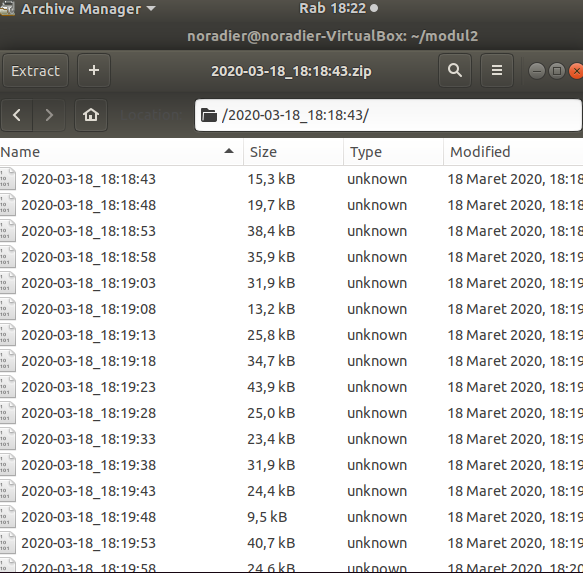 Archive Manager Rab 18:22
noradier@noradier-VirtualBox: ~/modul2
Extract + 2020-03-18_18:18:43.zip
Location: /2020-03-18_18:18:43/
Name Size Type Modified
2020-03-18_18:18:43 15,3 kB unknown 18 Maret 2020, 18:18
2020-03-18_18:18:48 19,7 kB unknown 18 Maret 2020, 18:18
2020-03-18_18:18:53 38,4 kB unknown 18 Maret 2020, 18:18
2020-03-18_18:18:58 35,9 kB unknown 18 Maret 2020, 18:19
2020-03-18_18:19:03 31,9 kB unknown 18 Maret 2020, 18:19
2020-03-18_18:19:08 13,2 kB unknown 18 Maret 2020, 18:19
2020-03-18_18:19:13 25,8 kB unknown 18 Maret 2020, 18:19
2020-03-18_18:19:18 34,7 kB unknown 18 Maret 2020, 18:19
2020-03-18_18:19:23 43,9 kB unknown 18 Maret 2020, 18:19
2020-03-18_18:19:28 25,0 kB unknown 18 Maret 2020, 18:19
2020-03-18_18:19:33 23,4 kB unknown 18 Maret 2020, 18:19
2020-03-18_18:19:38 31,9 kB unknown 18 Maret 2020, 18:19
2020-03-18_18:19:43 24,4 kB unknown 18 Maret 2020, 18:19
2020-03-18_18:19:48 9,5 kB unknown 18 Maret 2020, 18:19
2020-03-18_18:19:53 40,7 kB unknown 18 Maret 2020, 18:19
2020-03-18_18:19:58 24,6 kB unknown 18 Maret 2020, 18:20